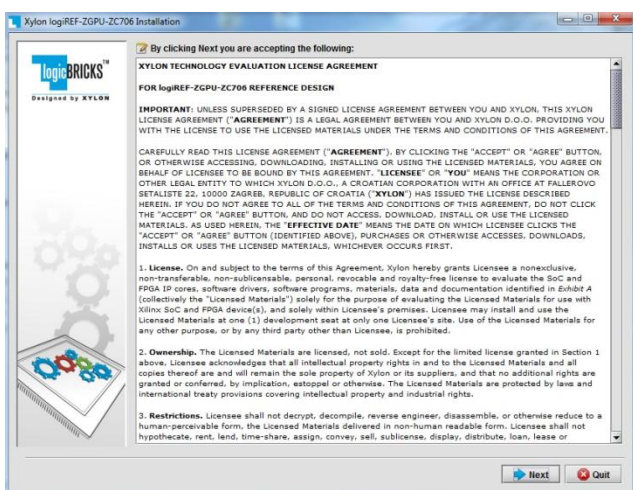 Xylon logiREF-ZGPU-ZC706 Installation
logicBRICKS™
Designed by XYLON
By clicking Next you are accepting the following:
XYLON TECHNOLOGY EVALUATION LICENSE AGREEMENT
FOR logiREF-ZGPU-ZC706 REFERENCE DESIGN
IMPORTANT: UNLESS SUPERSEDED BY A SIGNED LICENSE AGREEMENT BETWEEN YOU AND XYLON, THIS XYLON
LICENSE AGREEMENT ("AGREEMENT") IS A LEGAL AGREEMENT BETWEEN YOU AND XYLON D.O.O. PROVIDING YOU
WITH THE LICENSE TO USE THE LICENSED MATERIALS UNDER THE TERMS AND CONDITIONS OF THIS AGREEMENT.
CAREFULLY READ THIS LICENSE AGREEMENT ("AGREEMENT"). BY CLICKING THE "ACCEPT" OR "AGREE" BUTTON,
OR OTHERWISE ACCESSING, DOWNLOADING, INSTALLING OR USING THE LICENSED MATERIALS, YOU AGREE ON
BEHALF OF LICENSEE TO BE BOUND BY THIS AGREEMENT. "LICENSEE" OR "YOU" MEANS THE CORPORATION OR
OTHER LEGAL ENTITY TO WHICH XYLON D.O.O., A CROATIAN CORPORATION WITH AN OFFICE AT FALLEROVO
SETALISTE 22, 10000 ZAGREB, REPUBLIC OF CROATIA ("XYLON") HAS ISSUED THE LICENSE DESCRIBED
HEREIN. IF YOU DO NOT AGREE TO ALL OF THE TERMS AND CONDITIONS OF THIS AGREEMENT, DO NOT CLICK
THE "ACCEPT" OR "AGREE" BUTTON, AND DO NOT ACCESS, DOWNLOAD, INSTALL OR USE THE LICENSED
MATERIALS. AS USED HEREIN, THE "EFFECTIVE DATE" MEANS THE DATE ON WHICH LICENSEE CLICKS THE
"ACCEPT" OR "AGREE" BUTTON (IDENTIFIED ABOVE), PURCHASES OR OTHERWISE ACCESSES, DOWNLOADS,
INSTALLS OR USES THE LICENSED MATERIALS, WHICHEVER OCCURS FIRST.
1. License. On and subject to the terms of this Agreement, Xylon hereby grants Licensee a nonexclusive,
non-transferable, non-sublicensable, personal, revocable and royalty-free license to evaluate the SoC and
FPGA IP cores, software drivers, software programs, materials, data and documentation identified in Exhibit A
(collectively the "Licensed Materials") solely for the purpose of evaluating the Licensed Materials for use with
Xilinx SoC and FPGA device(s), and solely within Licensee's premises. Licensee may install and use the
Licensed Materials at one (1) development seat at only one Licensee's site. Use of the Licensed Materials for
any other purpose, or by any third party other than Licensee, is prohibited.
2. Ownership. The Licensed Materials are licensed, not sold. Except for the limited license granted in Section 1
above, Licensee acknowledges that all intellectual property rights in and to the Licensed Materials and all
copies thereof are and will remain the sole property of Xylon or its suppliers, and that no additional rights are
granted or conferred, by implication, estoppel or otherwise. The Licensed Materials are protected by laws and
international treaty provisions covering intellectual property and industrial rights.
3. Restrictions. Licensee shall not decrypt, decompile, reverse engineer, disassemble, or otherwise reduce to a
human-perceivable form, the Licensed Materials delivered in non-human readable form. Licensee shall not
hypothecate, rent, lend, time-share, assign, convey, sell, sublicense, display, distribute, loan, lease or
Next
Quit